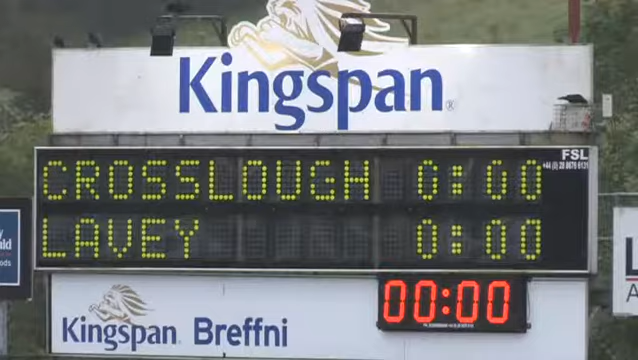 Kingspan®
FSL
CROSSLOUGH 0:00
LAVEY 0:00
00:00
Kingspan Breffni